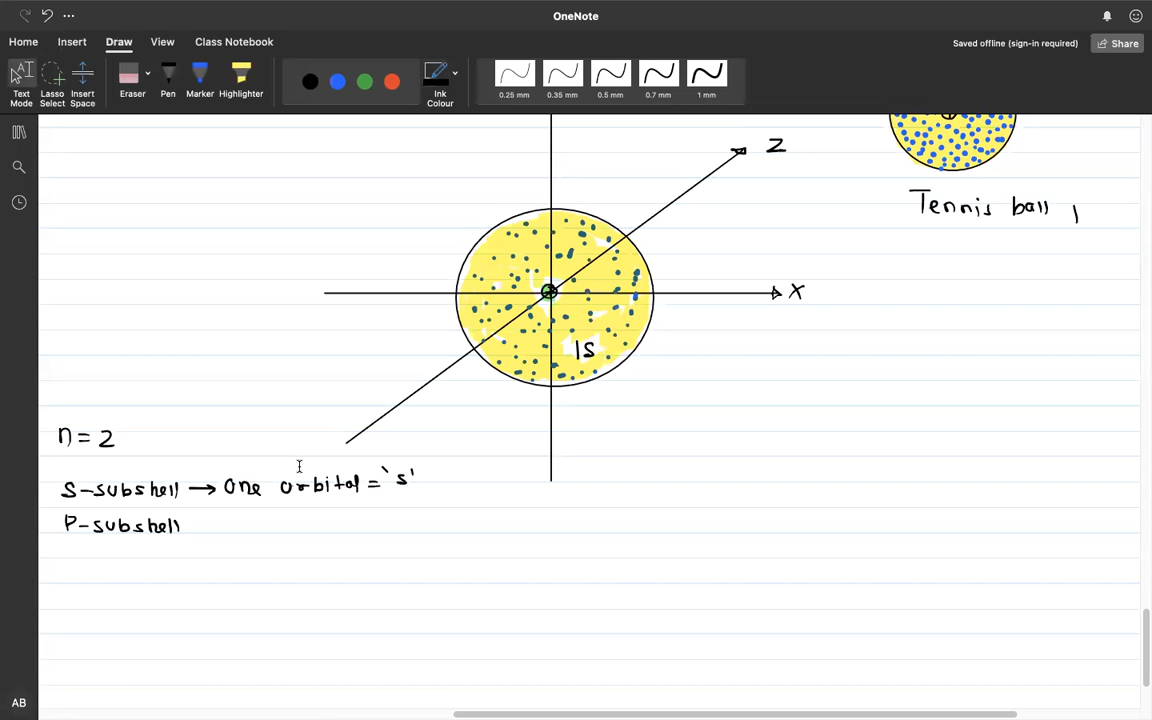 OneNote
Home Insert Draw View Class Notebook
Saved offline (sign-in required) Share
Text Mode
Lasso Select
Insert Space
Eraser
Pen
Marker
Highlighter
Ink Colour
0.25 mm 0.35 mm 0.5 mm 0.7 mm 1 mm
Z
Tennis ball 1
X
1S
n = 2
S-subshell → one orbital = `s'
P-subshell
AB